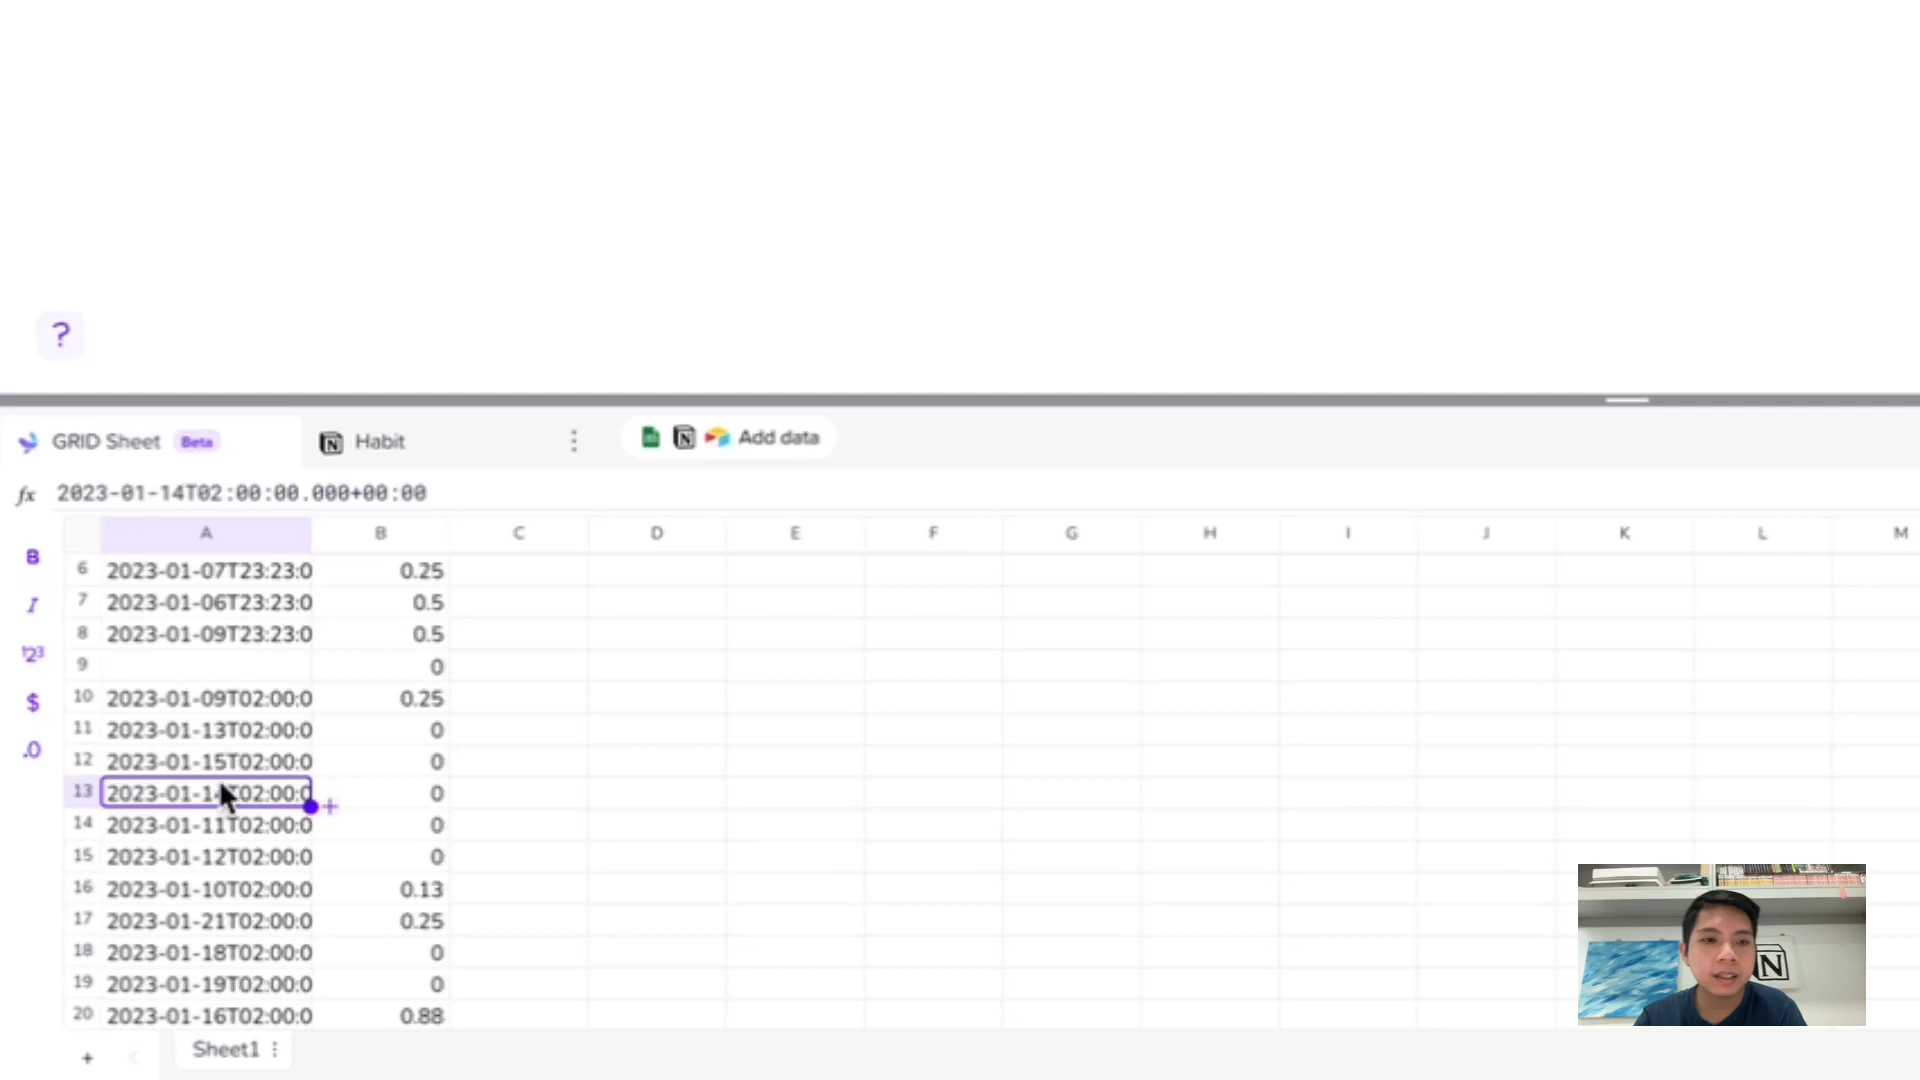 ?
GRID Sheet Beta Habit Add data
fx 2023-01-14T02:00:00.000+00:00
A B C D E F G H I J K L M
B
I
123
$
.0
6 2023-01-07T23:23:0 0.25
7 2023-01-06T23:23:0 0.5
8 2023-01-09T23:23:0 0.5
9 0
10 2023-01-09T02:00:0 0.25
11 2023-01-13T02:00:0 0
12 2023-01-15T02:00:0 0
13 2023-01-14T02:00:0 0
14 2023-01-11T02:00:0 0
15 2023-01-12T02:00:0 0
16 2023-01-10T02:00:0 0.13
17 2023-01-21T02:00:0 0.25
18 2023-01-18T02:00:0 0
19 2023-01-19T02:00:0 0
20 2023-01-16T02:00:0 0.88
N
+ Sheet1